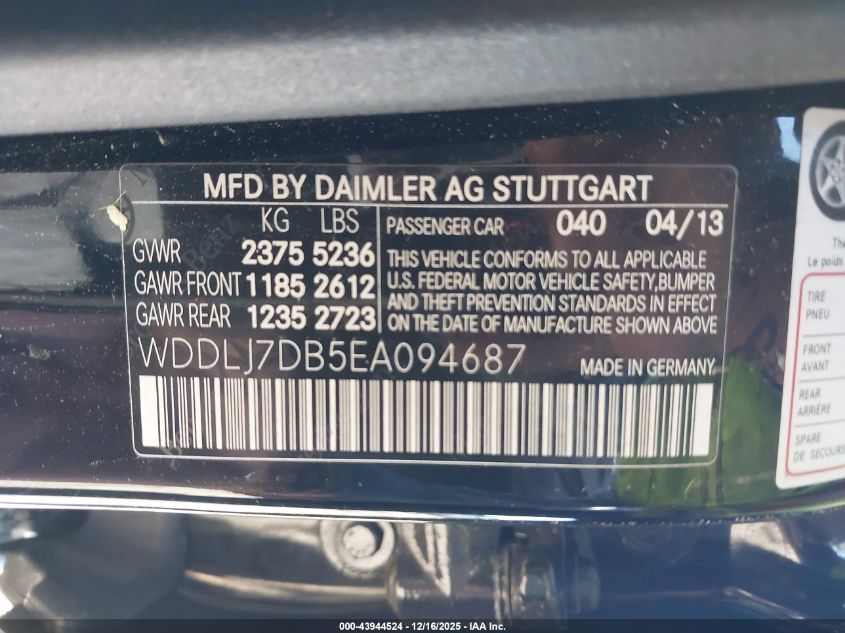 MFD BY DAIMLER AG STUTTGART
KG LBS
GVWR 2375 5236
GAWR FRONT 1185 2612
GAWR REAR 1235 2723
PASSENGER CAR 040 04/13
THIS VEHICLE CONFORMS TO ALL APPLICABLE
U.S. FEDERAL MOTOR VEHICLE SAFETY, BUMPER
AND THEFT PREVENTION STANDARDS IN EFFECT
ON THE DATE OF MANUFACTURE SHOWN ABOVE
WDDLJ7DB5EA094687 MADE IN GERMANY
The
Le poids
TIRE
PNEU
FRONT
AVANT
REAR
ARRIÈRE
SPARE
DE SECOURS
000-43944524 - 12/16/2025 - IAA Inc.